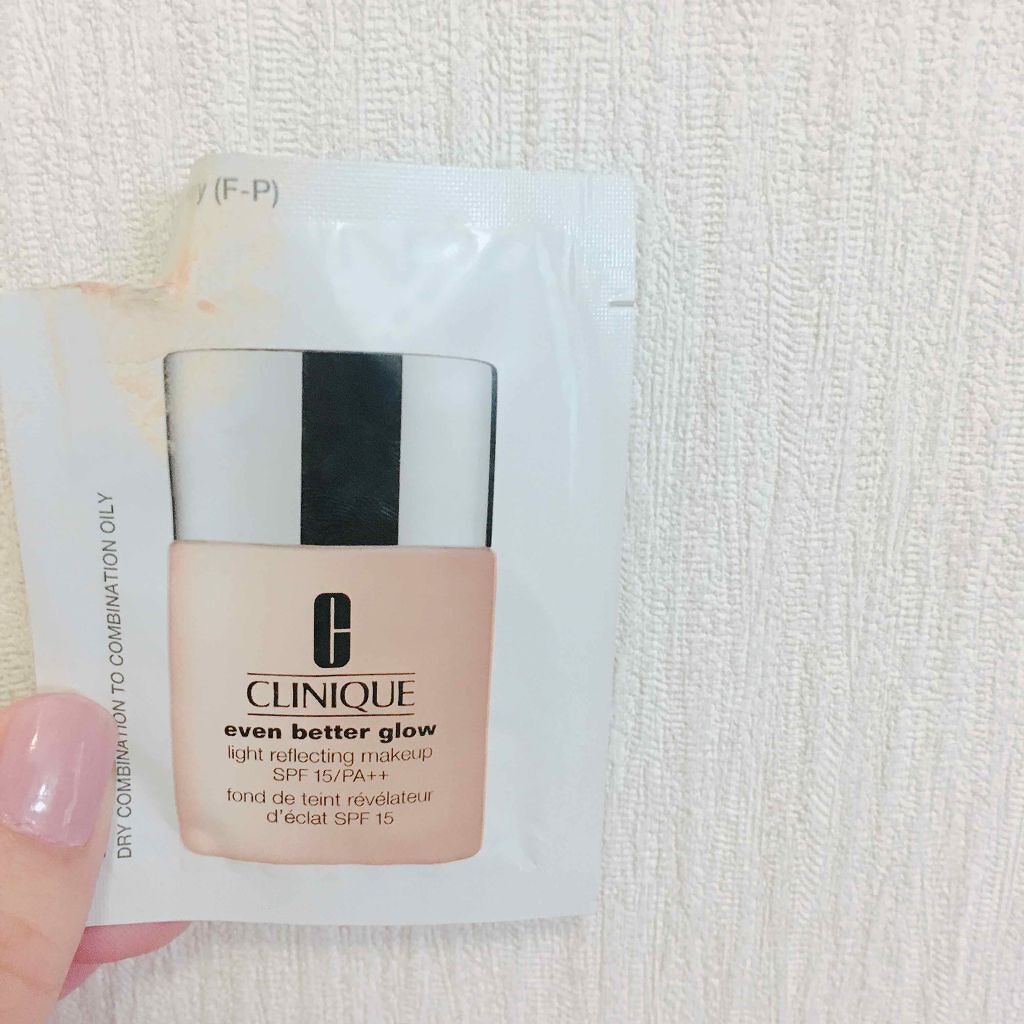 (F-P)
DRY COMBINATION TO COMBINATION OILY
CLINIQUE
even better glow
light reflecting makeup
SPF 15/PA++
fond de teint révélateur
d'éclat SPF 15